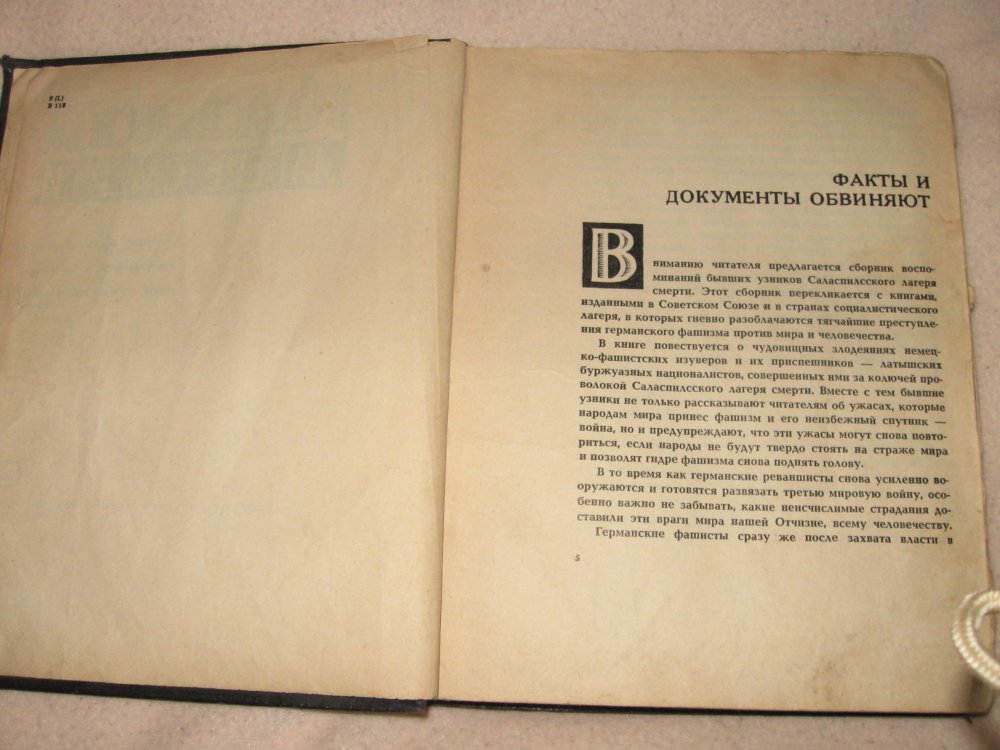 9(Л)
В 118
ФАКТЫ И
ДОКУМЕНТЫ ОБВИНЯЮТ
Вниманию читателя предлагается сборник воспо-
минаний бывших узников Саласпилсского лагеря
смерти. Этот сборник перекликается с книгами,
изданными в Советском Союзе и в странах социалистического
лагеря, в которых гневно разоблачаются тягчайшие преступле-
ния германского фашизма против мира и человечества.
В книге повествуется о чудовищных злодеяниях немец-
ко-фашистских изуверов и их приспешников — латышских
буржуазных националистов, совершенных ими за колючей про-
волокой Саласпилсского лагеря смерти. Вместе с тем бывшие
узники не только рассказывают читателям об ужасах, которые
народам мира принес фашизм и его неизбежный спутник —
война, но и предупреждают, что эти ужасы могут снова повто-
риться, если народы не будут твердо стоять на страже мира
и позволят гидре фашизма снова поднять голову.
В то время как германские реваншисты снова усиленно во-
оружаются и готовятся развязать третью мировую войну, осо-
бенно важно не забывать, какие неисчислимые страдания до-
ставили эти враги мира нашей Отчизне, всему человечеству.
Германские фашисты сразу же после захвата власти в
5